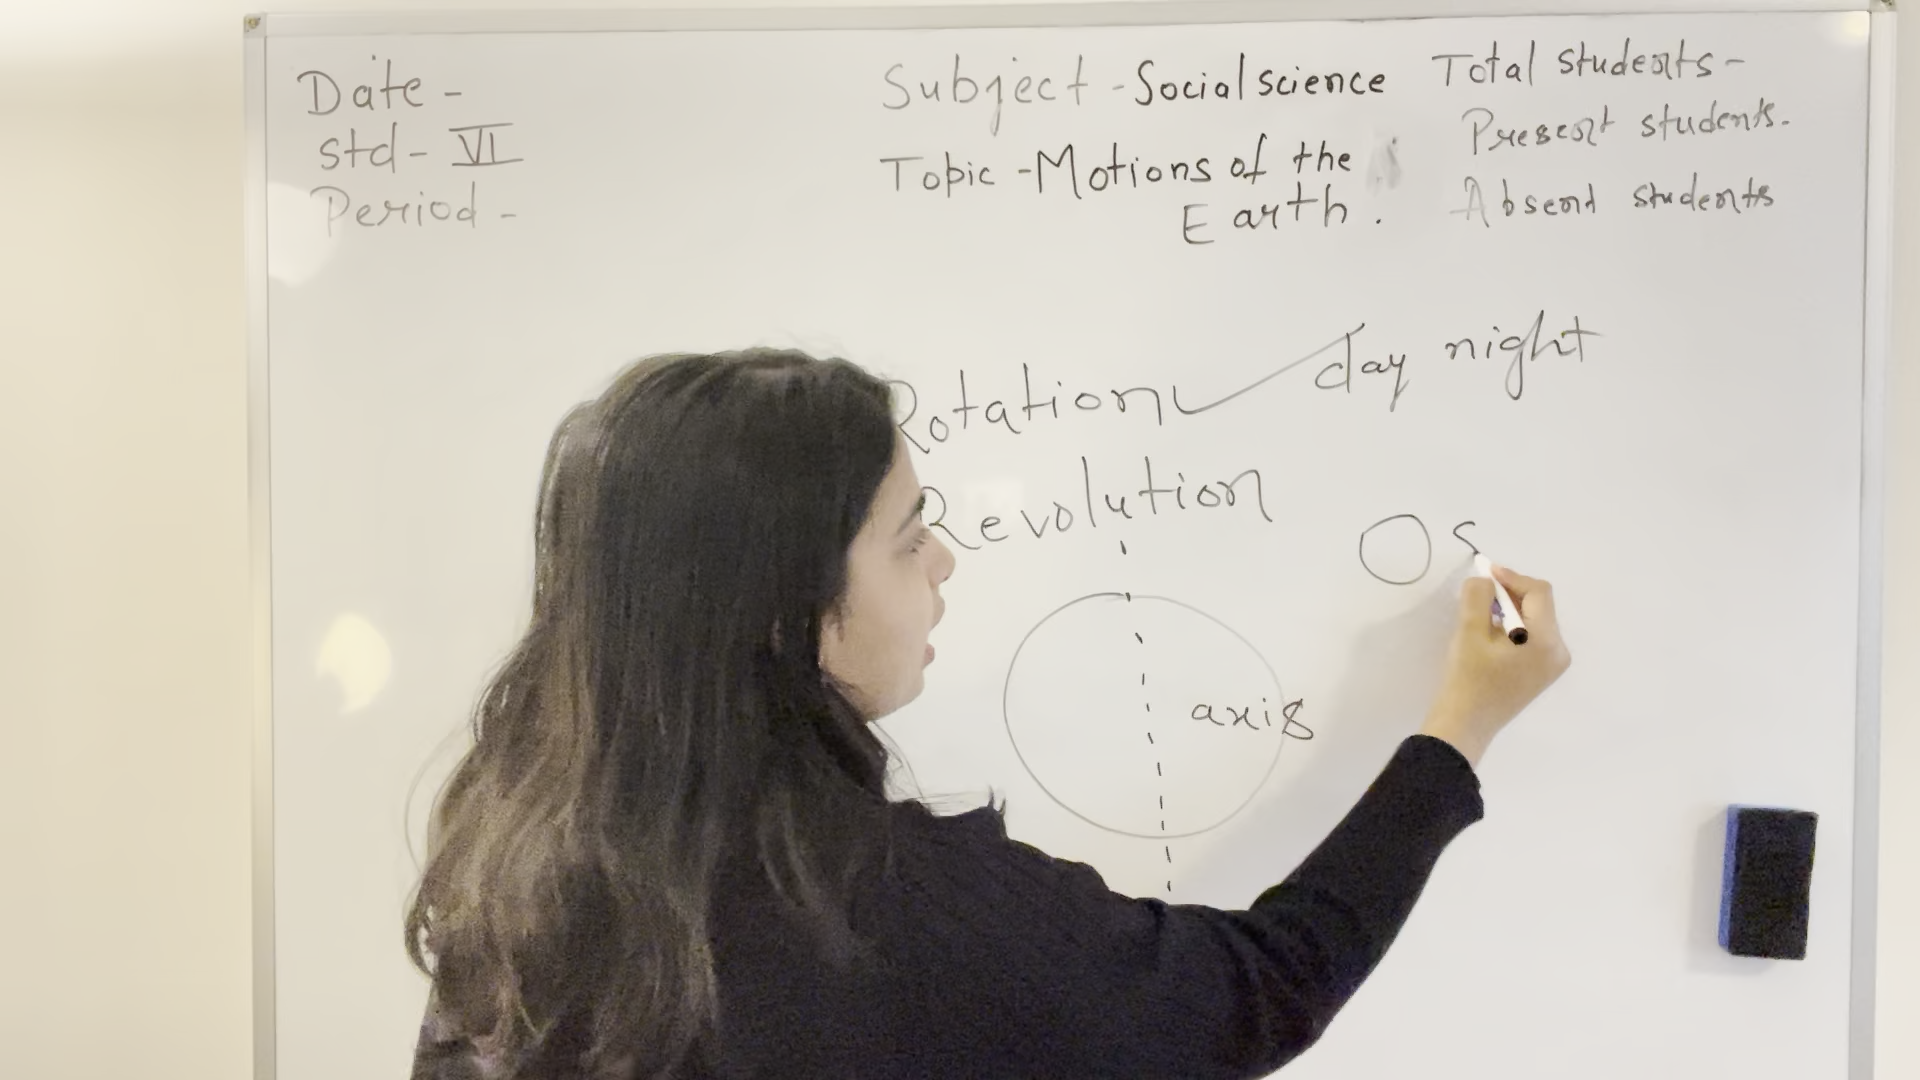 Date -
std - VI
Period -
Subject - Social science
Topic - Motions of the
Earth.
Total students -
Present students.
Absent students
Rotation day night
Revolution
S
axis